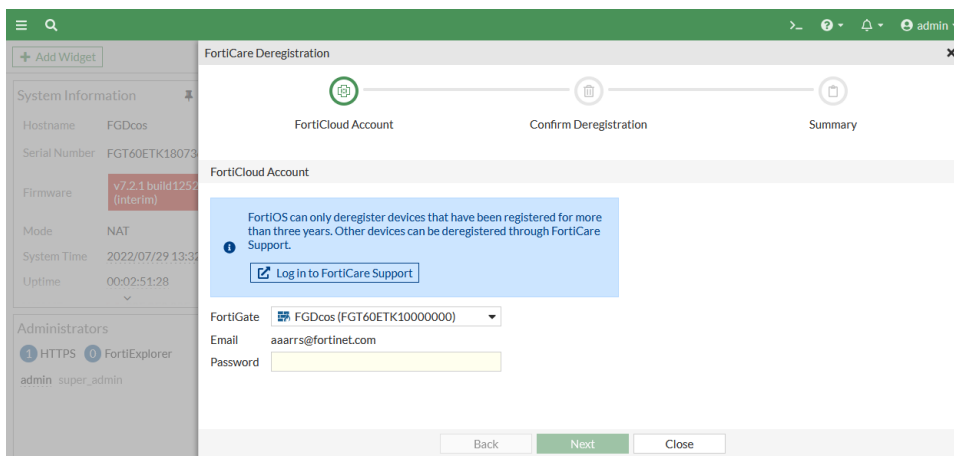 admin
Add Widget
FortiCare Deregistration
FortiCloud Account
Confirm Deregistration
Summary
System Information
Hostname FGDcos
Serial Number FGT60ETK18073
Firmware v7.2.1 build1252
(interim)
Mode NAT
System Time 2022/07/29 13:32
Uptime 00:02:51:28
Administrators
1 HTTPS 0 FortiExplorer
admin super_admin
FortiCloud Account
FortiOS can only deregister devices that have been registered for more
than three years. Other devices can be deregistered through FortiCare
Support.
Log in to FortiCare Support
FortiGate FGDcos (FGT60ETK10000000)
Email aaarrs@fortinet.com
Password
Back Next Close